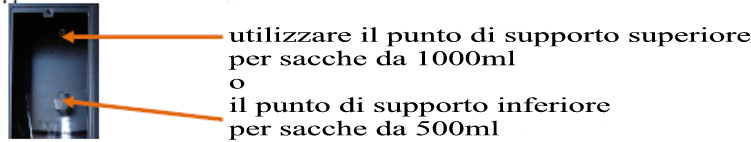 utilizzare il punto di supporto superiore
per sacche da 1000ml
o
il punto di supporto inferiore
per sacche da 500ml